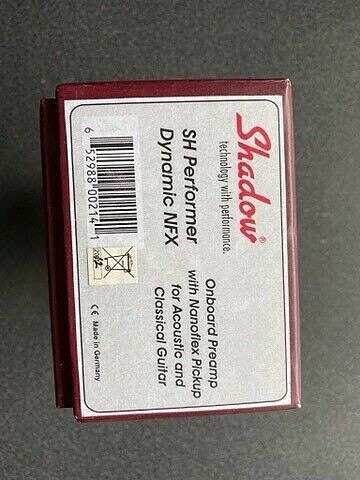 Shadow®
technology with performance.
SH Performer
Dynamic NFX
Onboard Preamp
with Nanoflex Pickup
for Acoustic and
Classical Guitar
6 52988 00214 1
CE Made in Germany